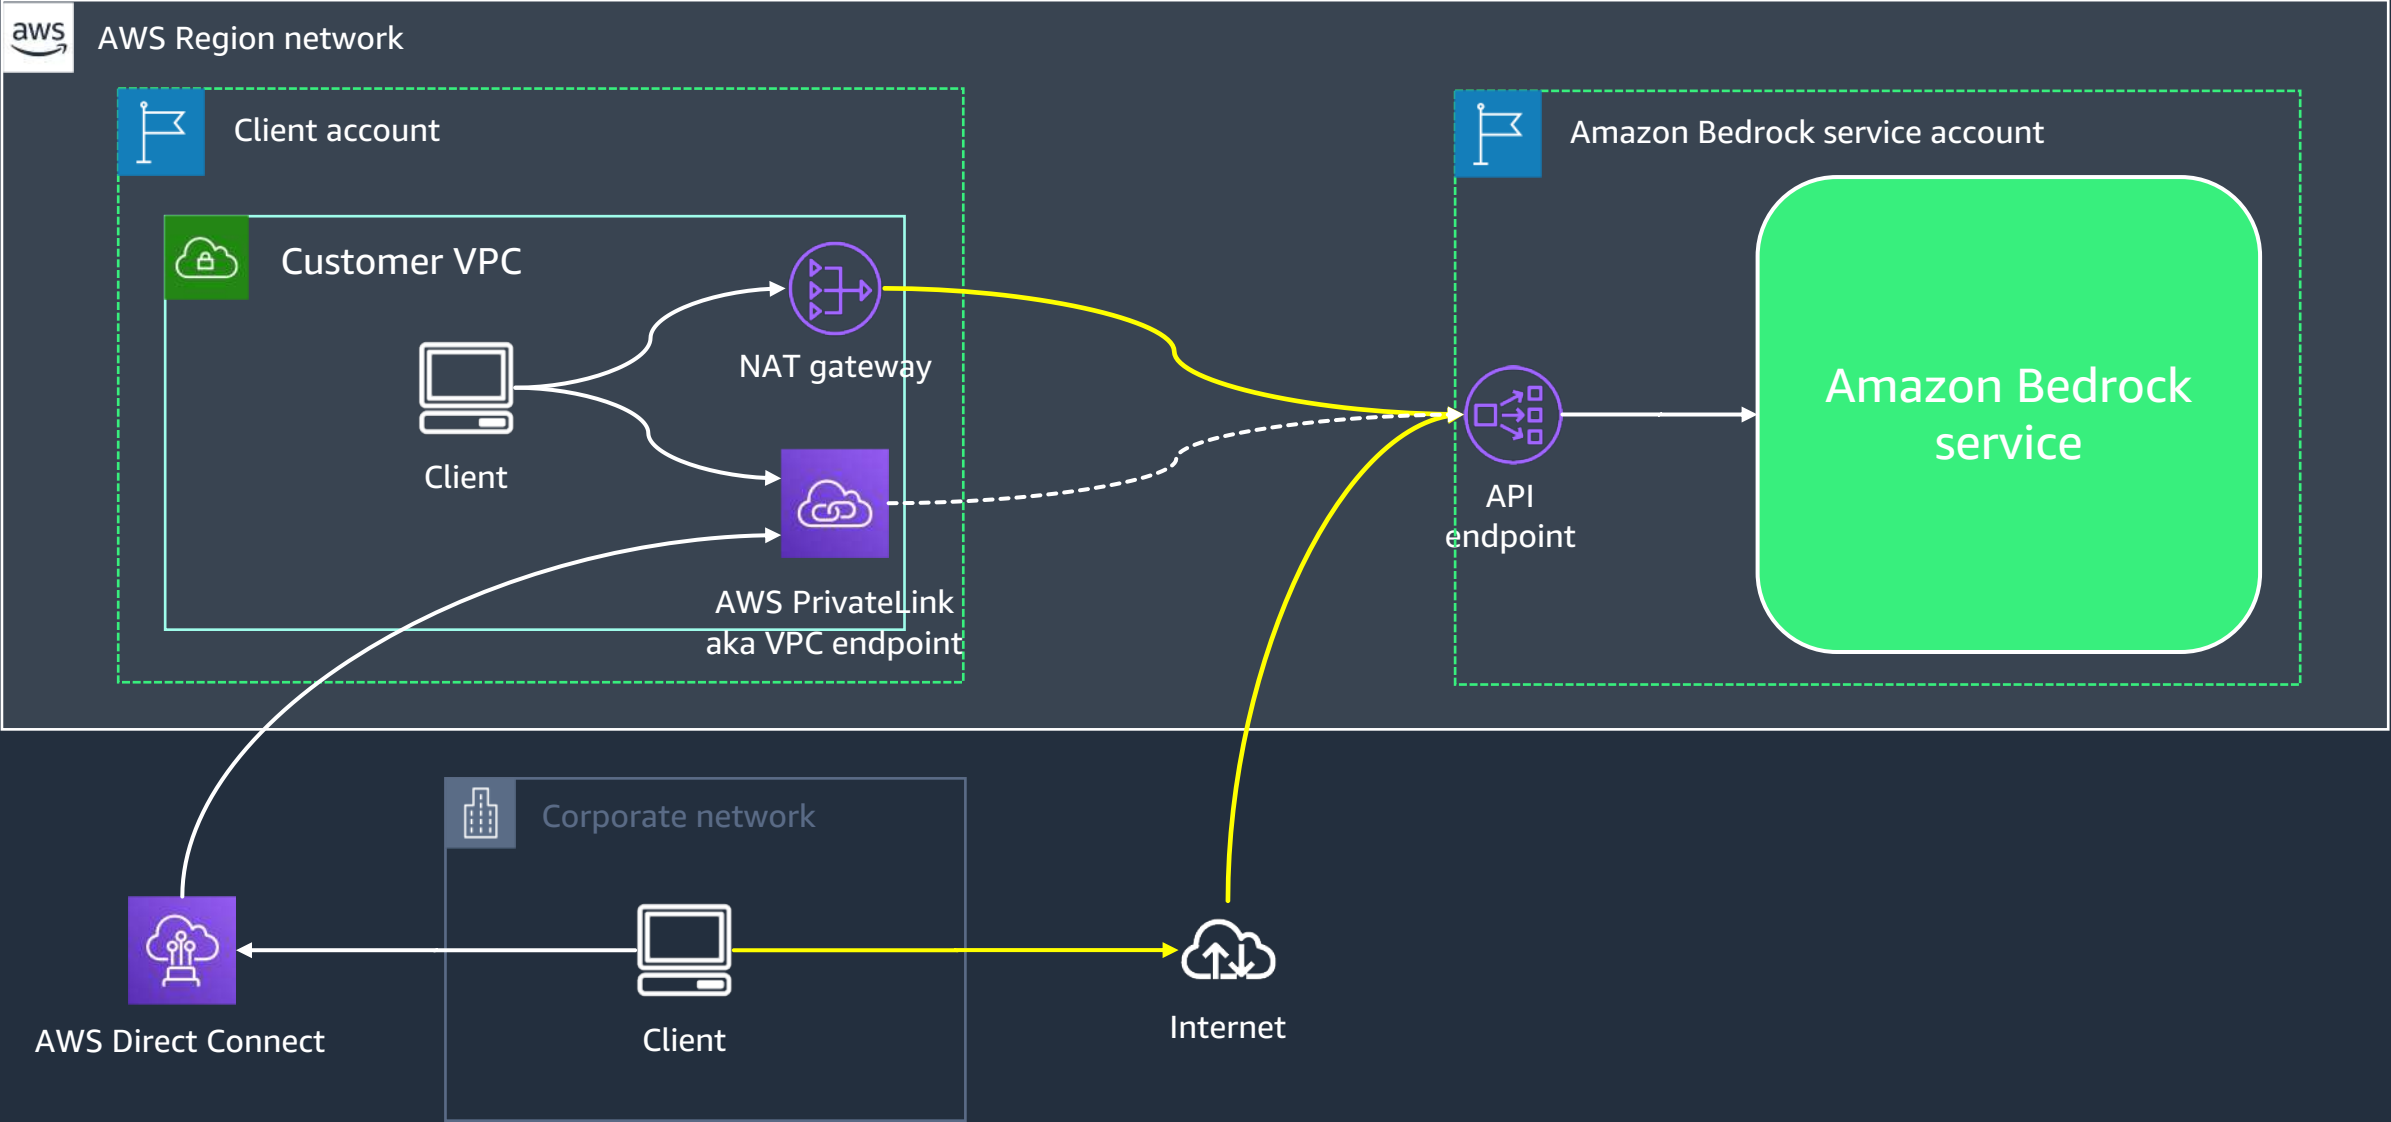 aws
AWS Region network
Client account
Amazon Bedrock service account
Customer VPC
NAT gateway
Client
Amazon Bedrock
service
API
endpoint
AWS PrivateLink
aka VPC endpoint
Corporate network
AWS Direct Connect
Client
Internet